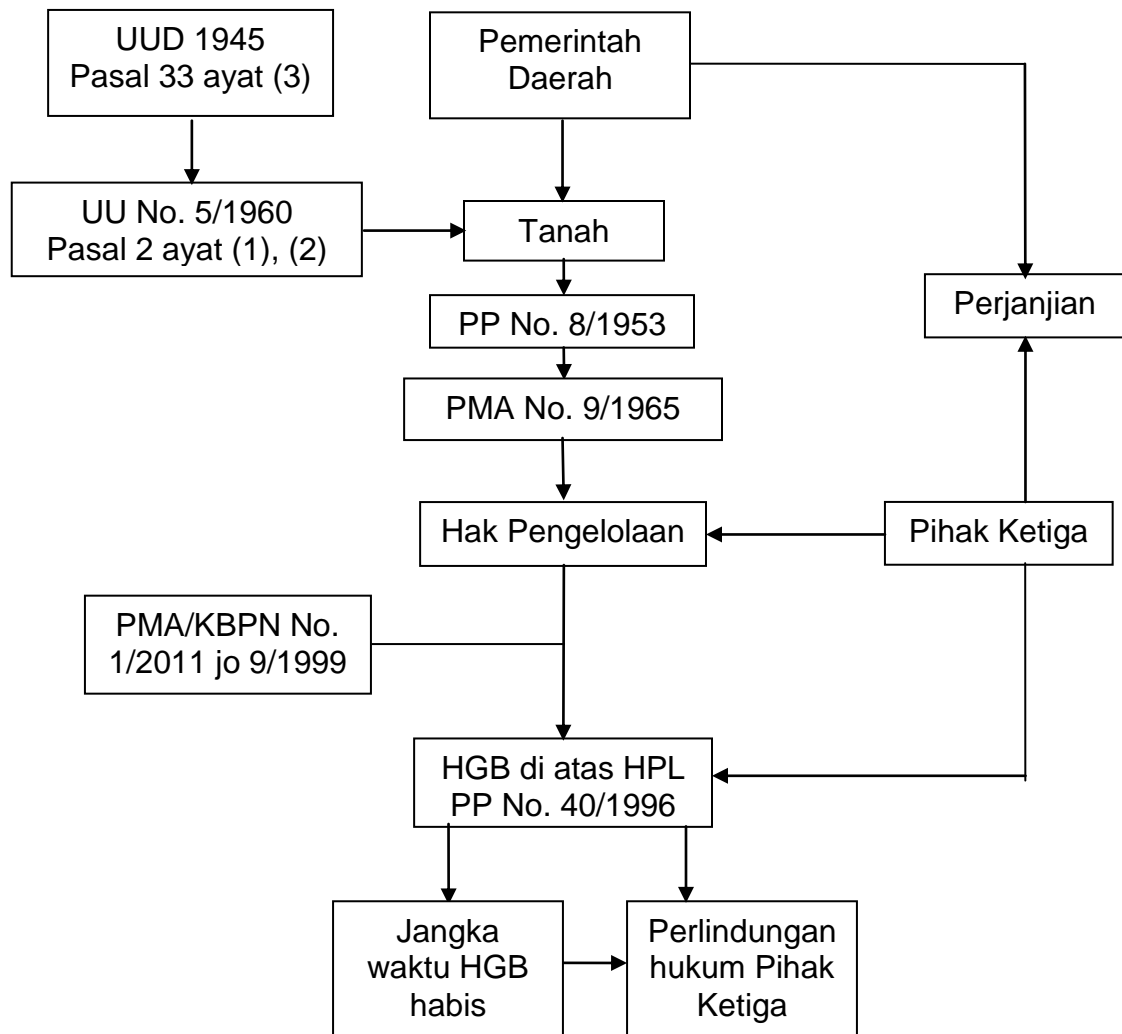 UUD 1945
Pasal 33 ayat (3)
Pemerintah
Daerah
UU No. 5/1960
Pasal 2 ayat (1), (2)
Tanah
PP No. 8/1953
Perjanjian
PMA No. 9/1965
Hak Pengelolaan
Pihak Ketiga
PMA/KBPN No.
1/2011 jo 9/1999
HGB di atas HPL
PP No. 40/1996
Jangka
waktu HGB
habis
Perlindungan
hukum Pihak
Ketiga